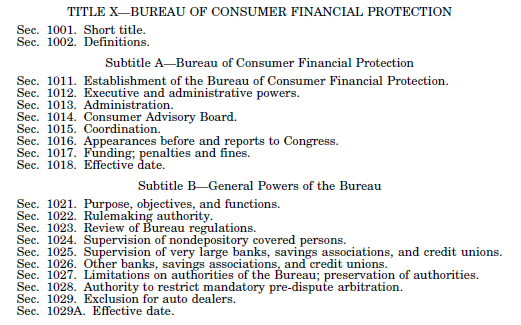 TITLE X—BUREAU OF CONSUMER FINANCIAL PROTECTION
Sec. 1001. Short title.
Sec. 1002. Definitions.
Subtitle A—Bureau of Consumer Financial Protection
Sec. 1011. Establishment of the Bureau of Consumer Financial Protection.
Sec. 1012. Executive and administrative powers.
Sec. 1013. Administration.
Sec. 1014. Consumer Advisory Board.
Sec. 1015. Coordination.
Sec. 1016. Appearances before and reports to Congress.
Sec. 1017. Funding; penalties and fines.
Sec. 1018. Effective date.
Subtitle B—General Powers of the Bureau
Sec. 1021. Purpose, objectives, and functions.
Sec. 1022. Rulemaking authority.
Sec. 1023. Review of Bureau regulations.
Sec. 1024. Supervision of nondepository covered persons.
Sec. 1025. Supervision of very large banks, savings associations, and credit unions.
Sec. 1026. Other banks, savings associations, and credit unions.
Sec. 1027. Limitations on authorities of the Bureau; preservation of authorities.
Sec. 1028. Authority to restrict mandatory pre-dispute arbitration.
Sec. 1029. Exclusion for auto dealers.
Sec. 1029A. Effective date.